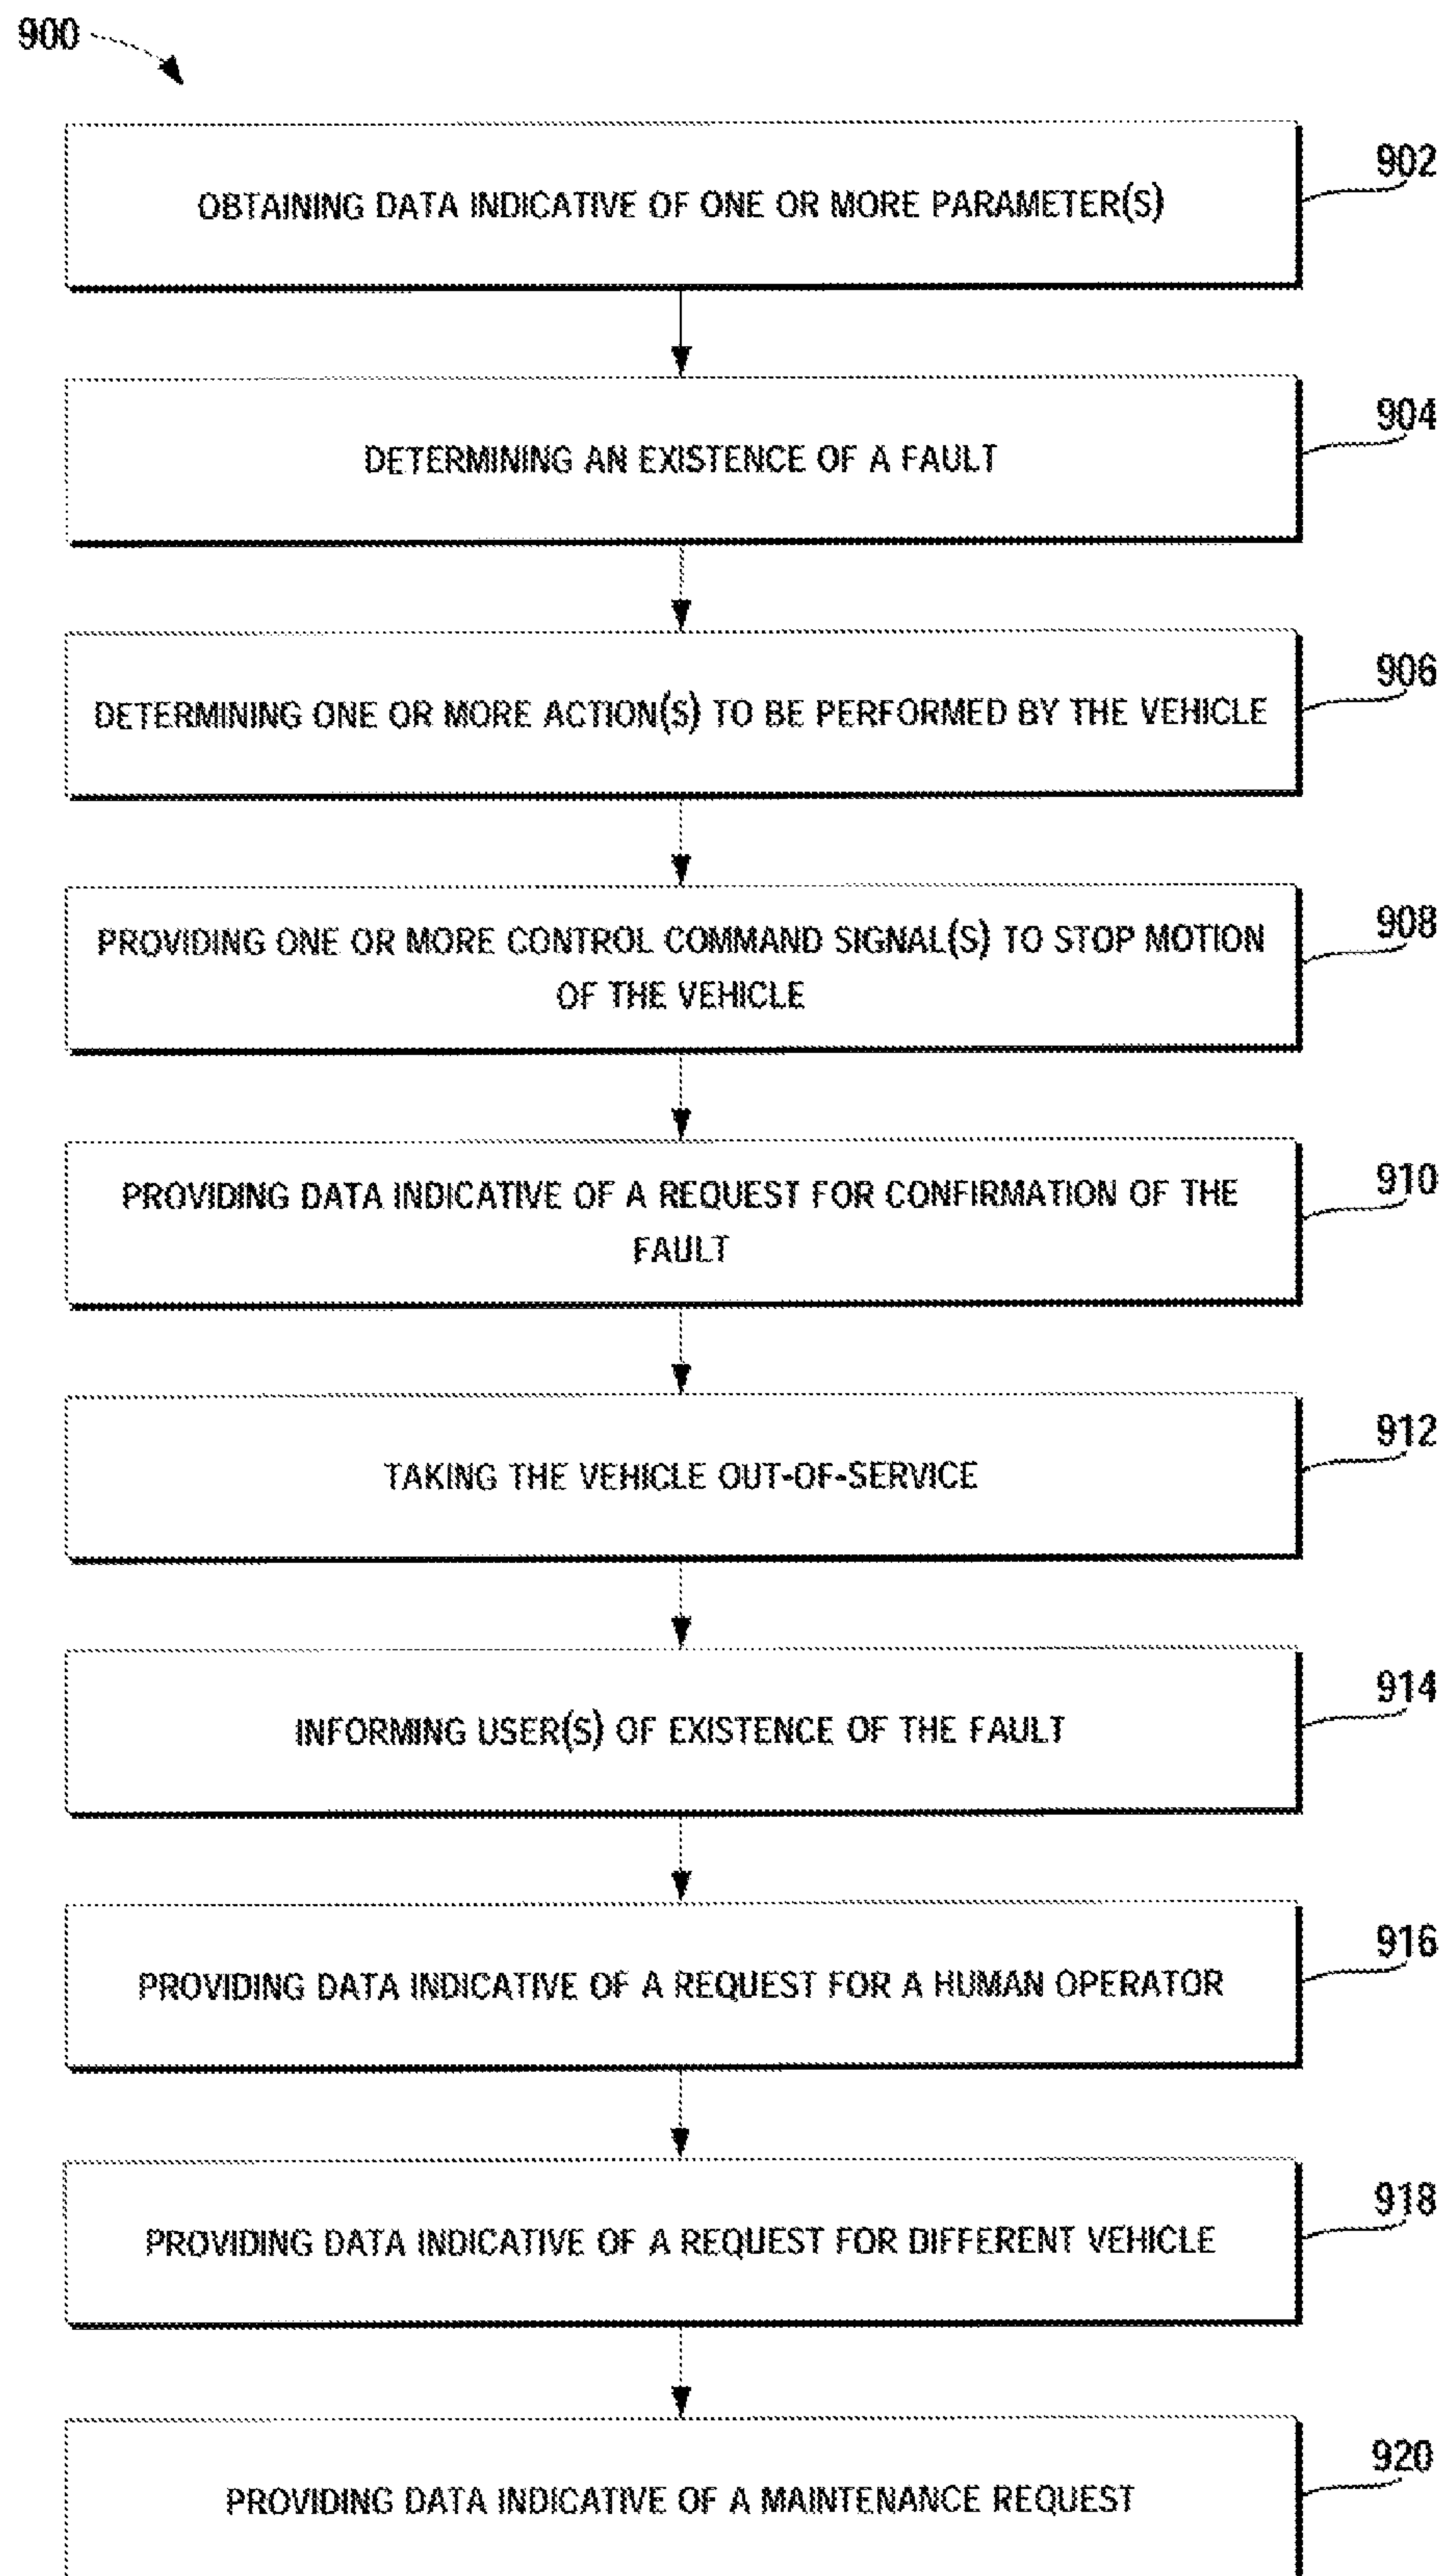 900
902
OBTAINING DATA INDICATIVE OF ONE OR MORE PARAMETER(S)
904
DETERMINING AN EXISTENCE OF A FAULT
906
DETERMINING ONE OR MORE ACTION(S) TO BE PERFORMED BY THE VEHICLE
908
PROVIDING ONE OR MORE CONTROL COMMAND SIGNAL(S) TO STOP MOTION
OF THE VEHICLE
910
PROVIDING DATA INDICATIVE OF A REQUEST FOR CONFIRMATION OF THE
FAULT
912
TAKING THE VEHICLE OUT-OF-SERVICE
914
INFORMING USER(S) OF EXISTENCE OF THE FAULT
916
PROVIDING DATA INDICATIVE OF A REQUEST FOR A HUMAN OPERATOR
918
PROVIDING DATA INDICATIVE OF A REQUEST FOR DIFFERENT VEHICLE
920
PROVIDING DATA INDICATIVE OF A MAINTENANCE REQUEST